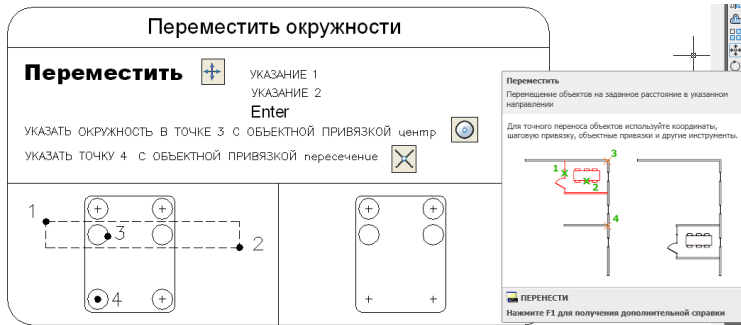 Переместить окружности
Переместить
УКАЗАНИЕ 1
УКАЗАНИЕ 2
Enter
УКАЗАТЬ ОКРУЖНОСТЬ В ТОЧКЕ 3 С ОБЪЕКТНОЙ ПРИВЯЗКОЙ центр
УКАЗАТЬ ТОЧКУ 4 С ОБЪЕКТНОЙ ПРИВЯЗКОЙ пересечение
1
3
2
4
Переместить
Перемещение объектов на заданное расстояние в указанном
направлении
Для точного переноса объектов используйте координаты,
шаговую привязку, объектные привязки и другие инструменты.
3
1
2
4
ПЕРЕНЕСТИ
Нажмите F1 для получения дополнительной справки